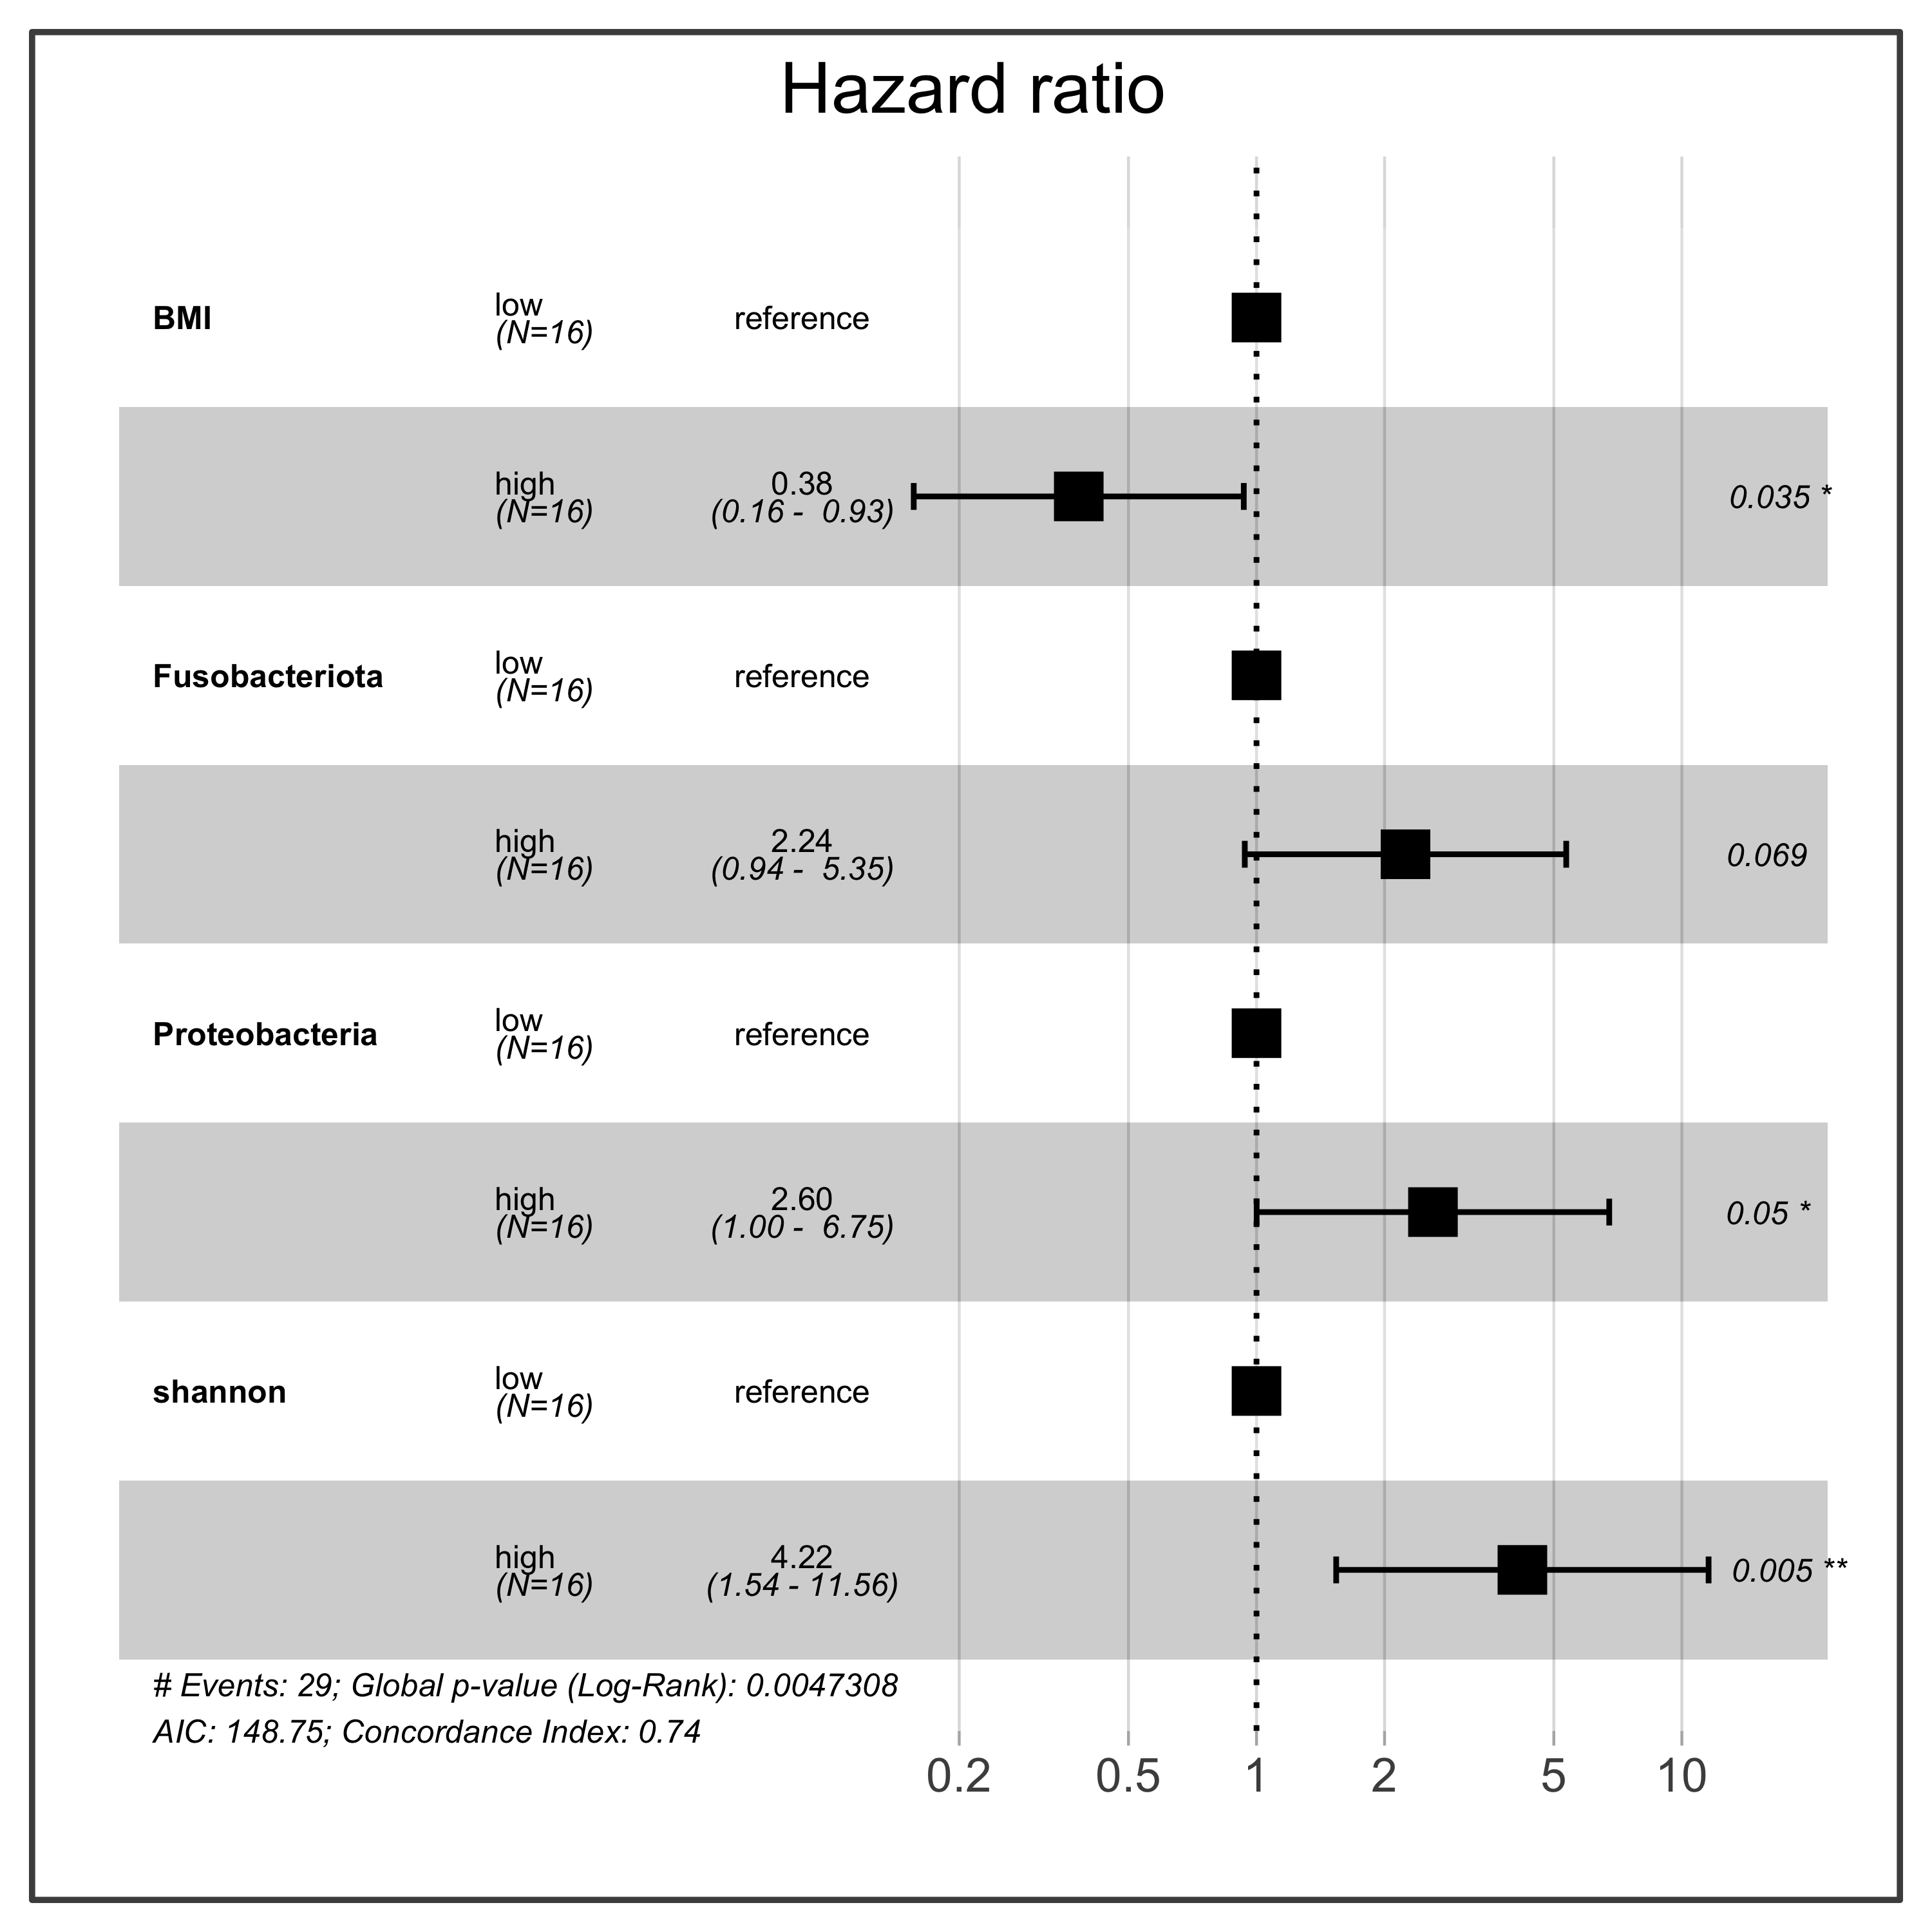 Hazard ratio
BMI
low
(N=16)
reference
high
(N=16)
0.38
(0.16 - 0.93)
0.035 *
Fusobacteriota
low
(N=16)
reference
high
(N=16)
2.24
(0.94 - 5.35)
0.069
Proteobacteria
low
(N=16)
reference
high
(N=16)
2.60
(1.00 - 6.75)
0.05 *
shannon
low
(N=16)
reference
high
(N=16)
4.22
(1.54 - 11.56)
0.005 **
# Events: 29; Global p-value (Log-Rank): 0.0047308
AIC: 148.75; Concordance Index: 0.74
0.2 0.5 1 2 5 10